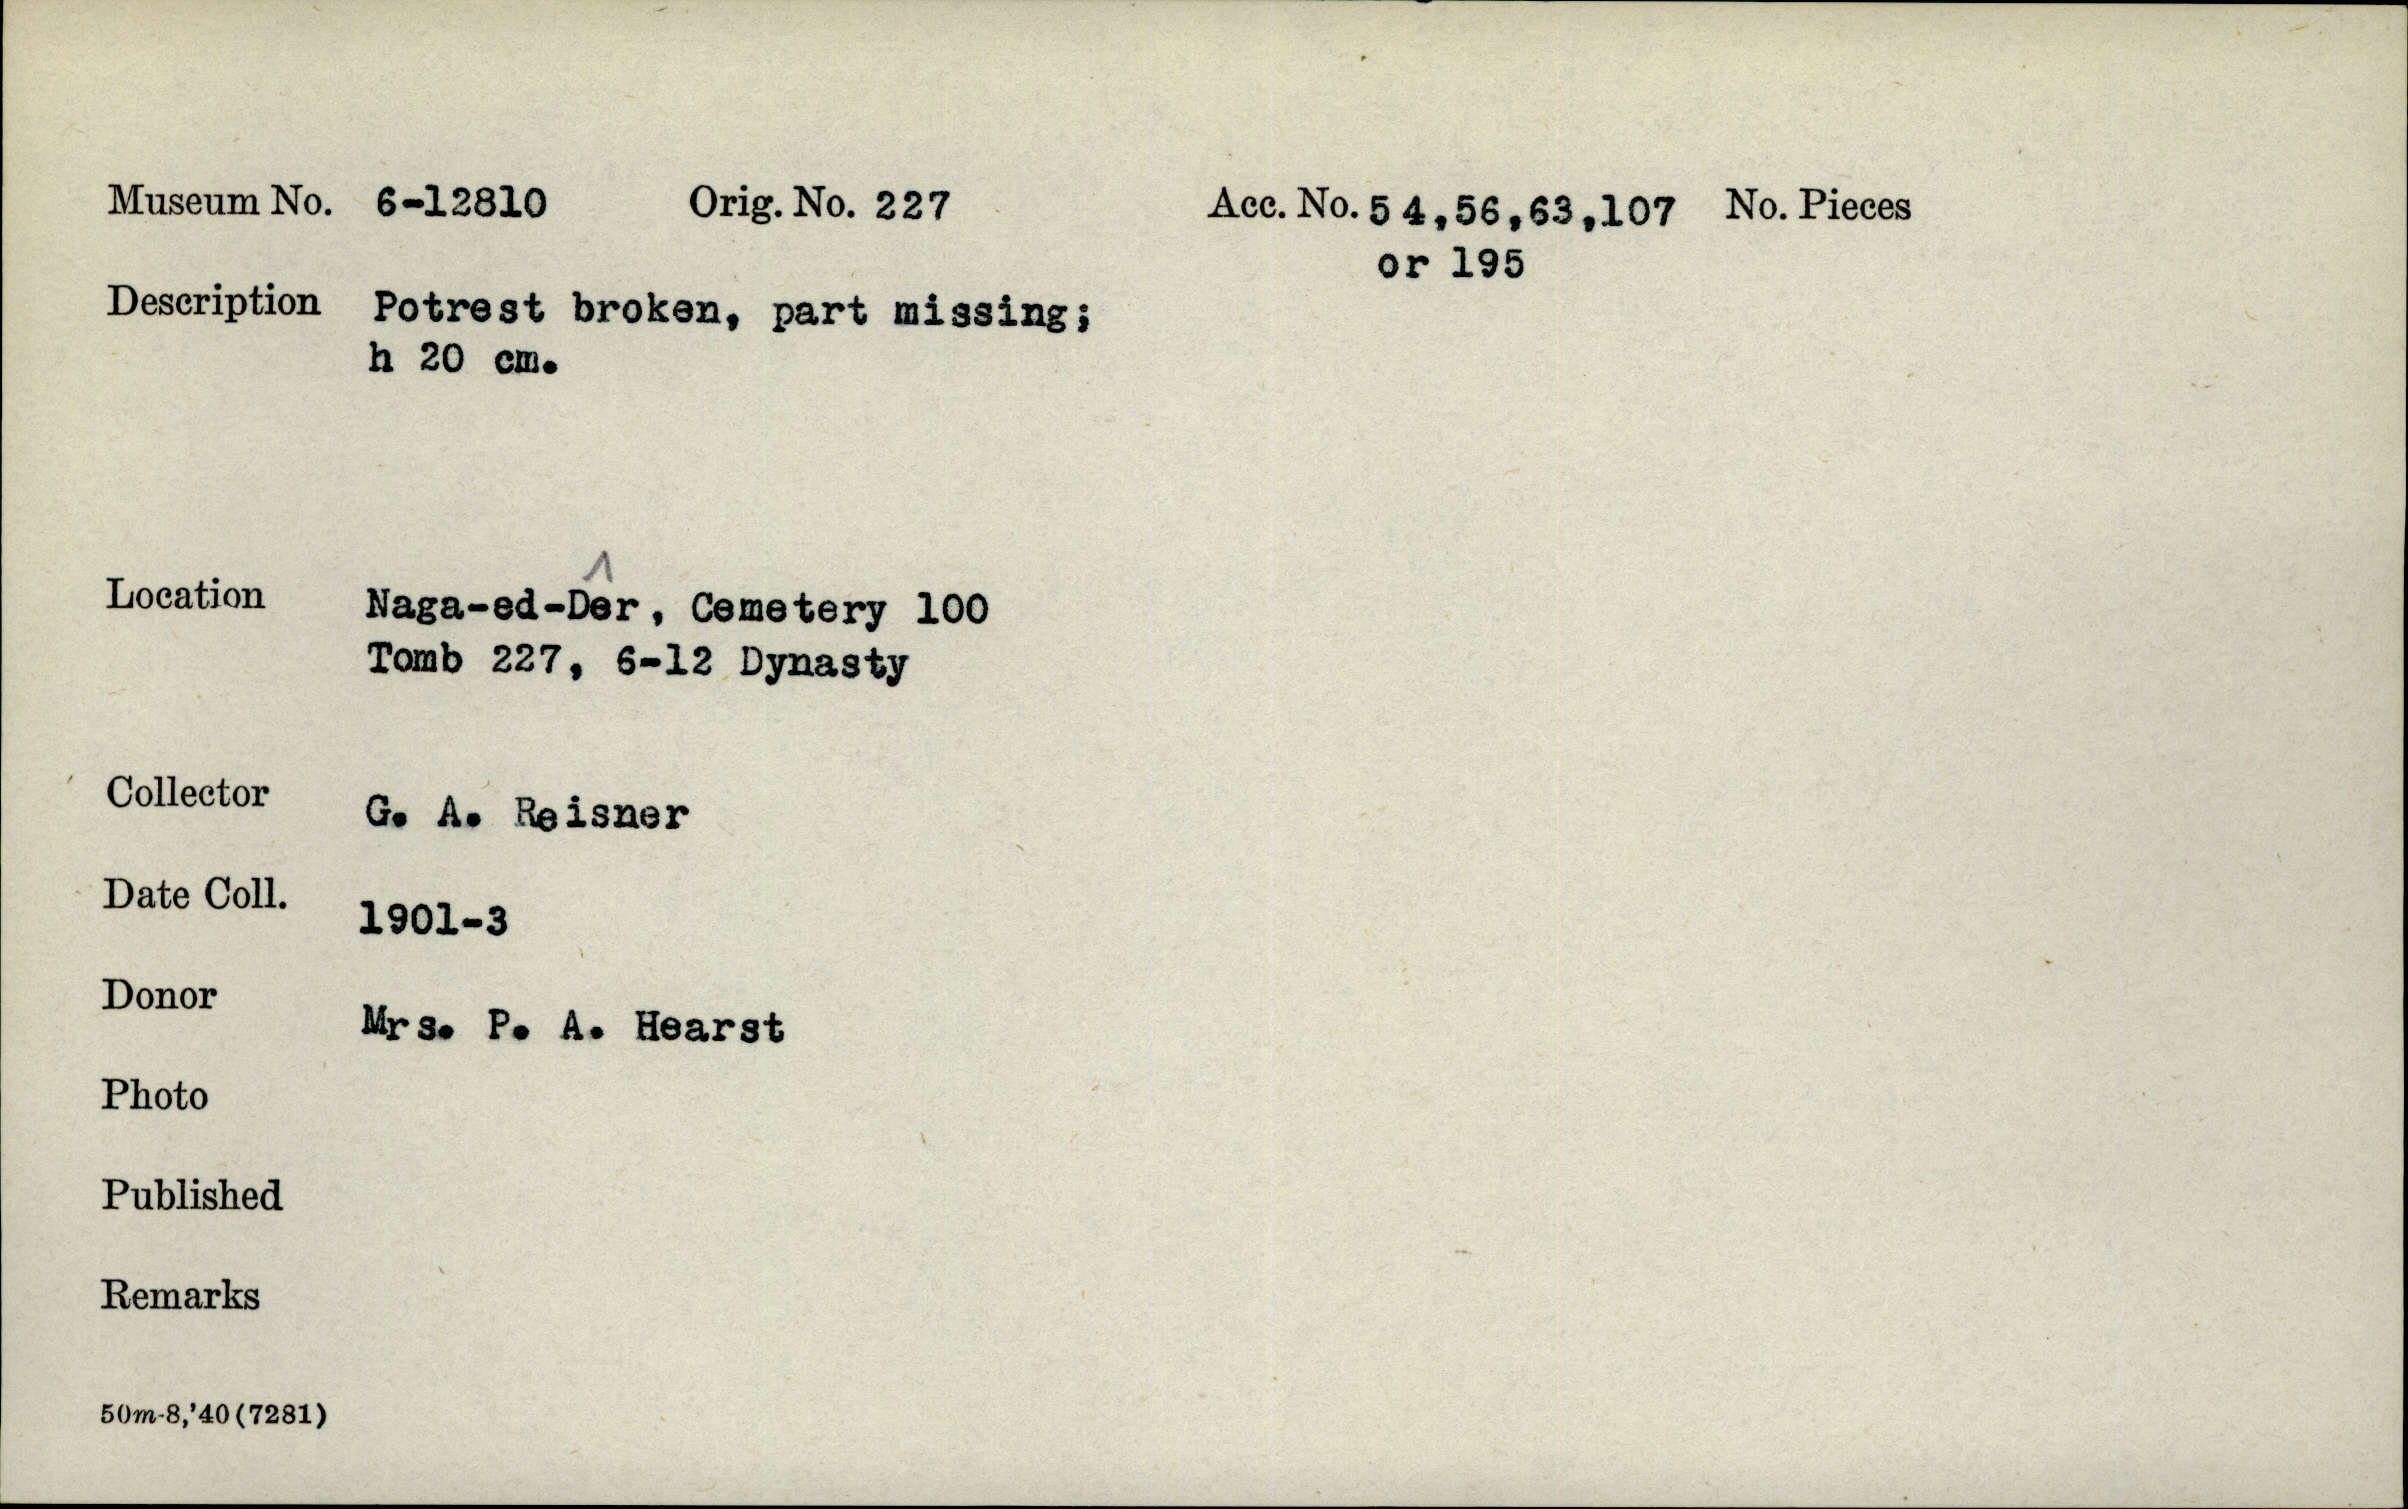 Museum No. 6-12810 Orig. No. 227 Acc. No. 54,56,63,107 No. Pieces
or 195
Description Potrest broken, part missing;
h 20 cm.
Location Naga-ed-Dêr, Cemetery 100
Tomb 227, 6-12 Dynasty
Collector G. A. Reisner
Date Coll. 1901-3
Donor Mrs. P. A. Hearst
Photo
Published
Remarks
50m-8,'40(7281)